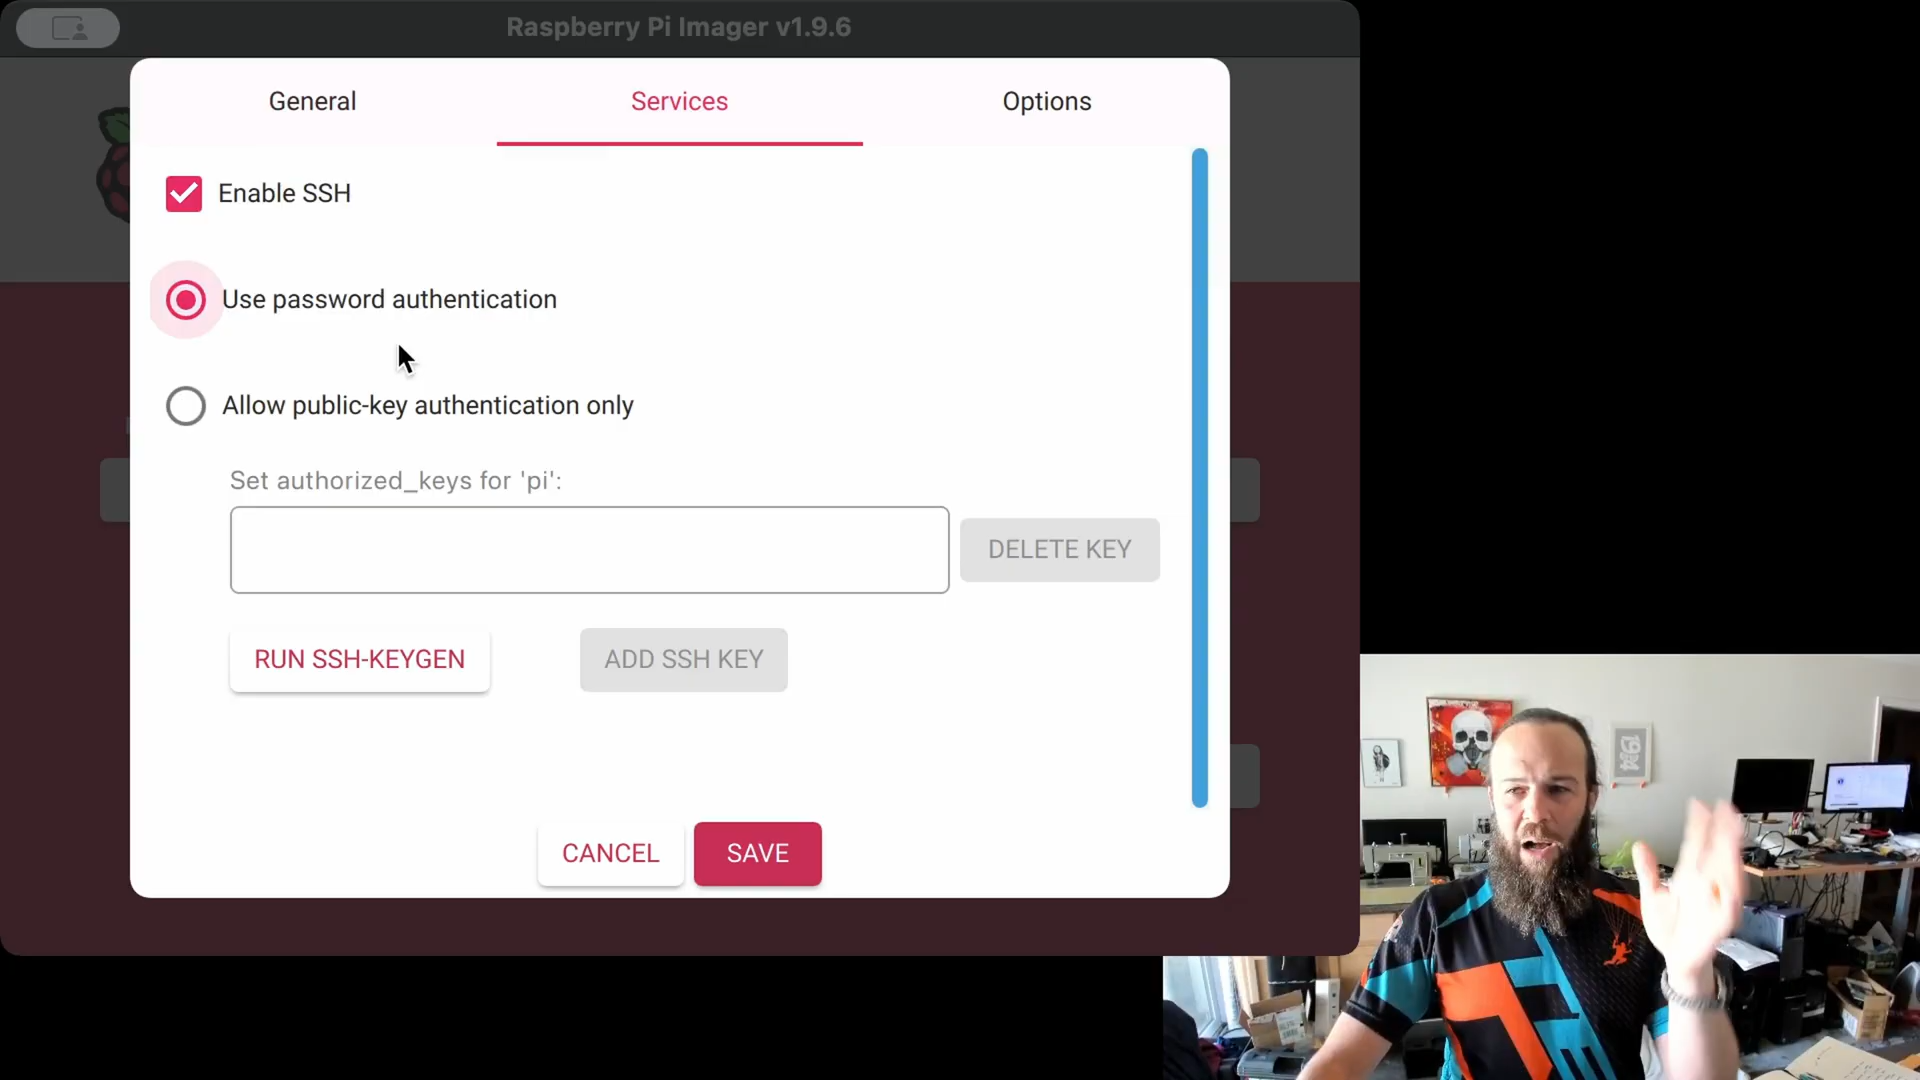 Raspberry Pi Imager v1.9.6
General
Services
Options
Enable SSH
Use password authentication
Allow public-key authentication only
Set authorized_keys for 'pi':
DELETE KEY
RUN SSH-KEYGEN
ADD SSH KEY
CANCEL
SAVE
1984